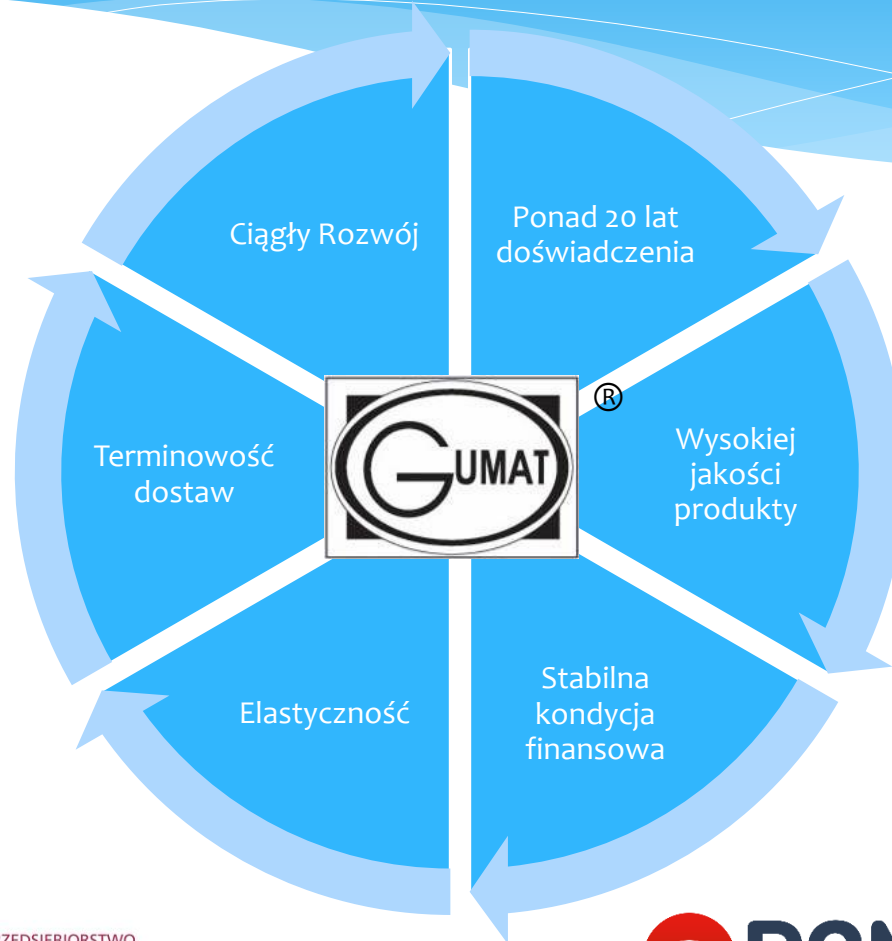 Ciągły Rozwój
Ponad 20 lat
doświadczenia
Terminowość
dostaw
GUMAT
®
Wysokiej
jakości
produkty
Elastyczność
Stabilna
kondycja
finansowa